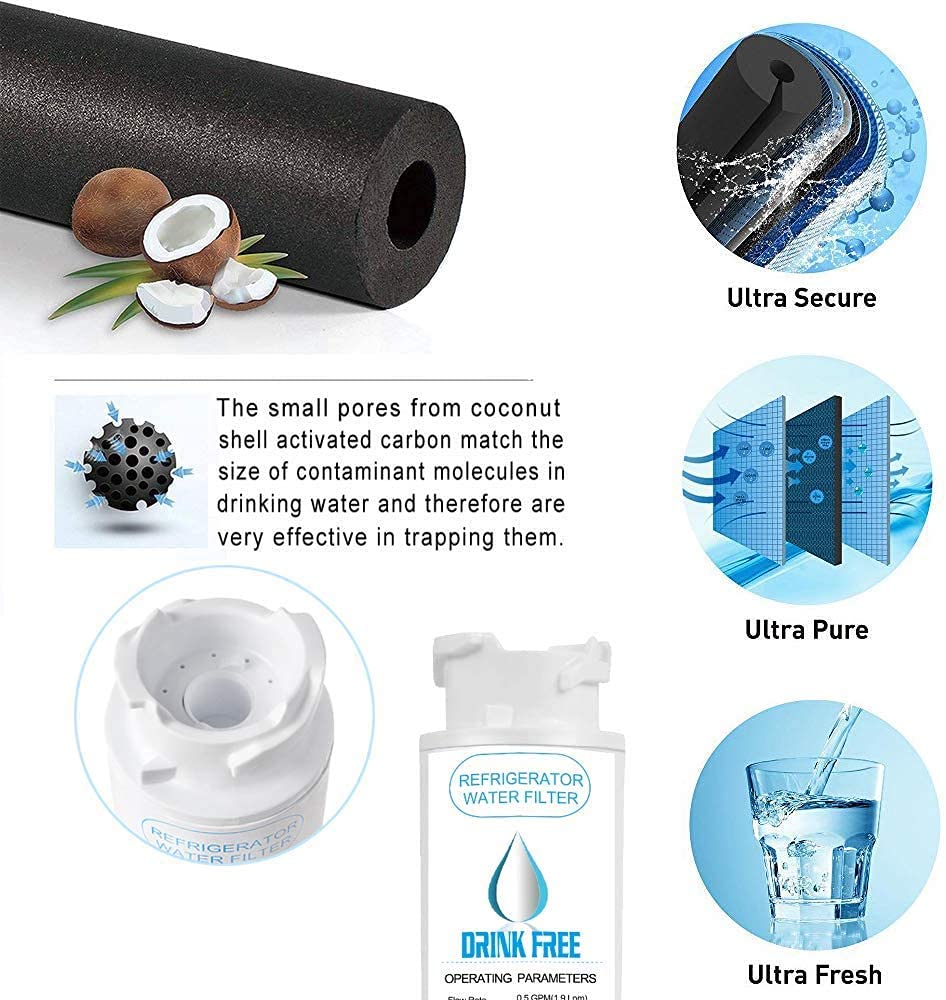 Ultra Secure
The small pores from coconut
shell activated carbon match the
size of contaminant molecules in
drinking water and therefore are
very effective in trapping them.
Ultra Pure
REFRIGERATOR
WATER FILTER
REFRIGERATOR
WATER FILTER
DRINK FREE
OPERATING PARAMETERS
Flow Rate 0.5 GPM(1.9 Lpm)
Ultra Fresh